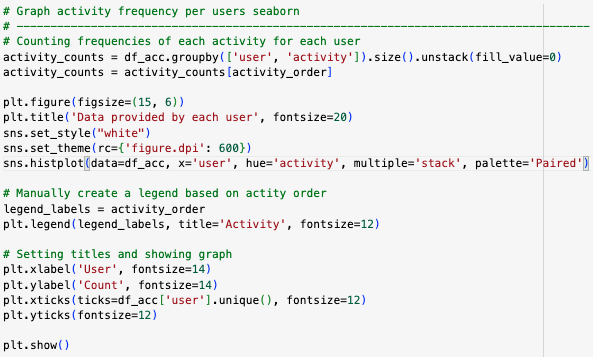 # Graph activity frequency per users seaborn
# ----------------------------------------------------------------------------------------
# Counting frequencies of each activity for each user
activity_counts = df_acc.groupby(['user', 'activity']).size().unstack(fill_value=0)
activity_counts = activity_counts[activity_order]
plt.figure(figsize=(15, 6))
plt.title('Data provided by each user', fontsize=20)
sns.set_style("white")
sns.set_theme(rc={'figure.dpi': 600})
sns.histplot(data=df_acc, x='user', hue='activity', multiple='stack', palette='Paired')
# Manually create a legend based on actity order
legend_labels = activity_order
plt.legend(legend_labels, title='Activity', fontsize=12)
# Setting titles and showing graph
plt.xlabel('User', fontsize=14)
plt.ylabel('Count', fontsize=14)
plt.xticks(ticks=df_acc['user'].unique(), fontsize=12)
plt.yticks(fontsize=12)
plt.show()